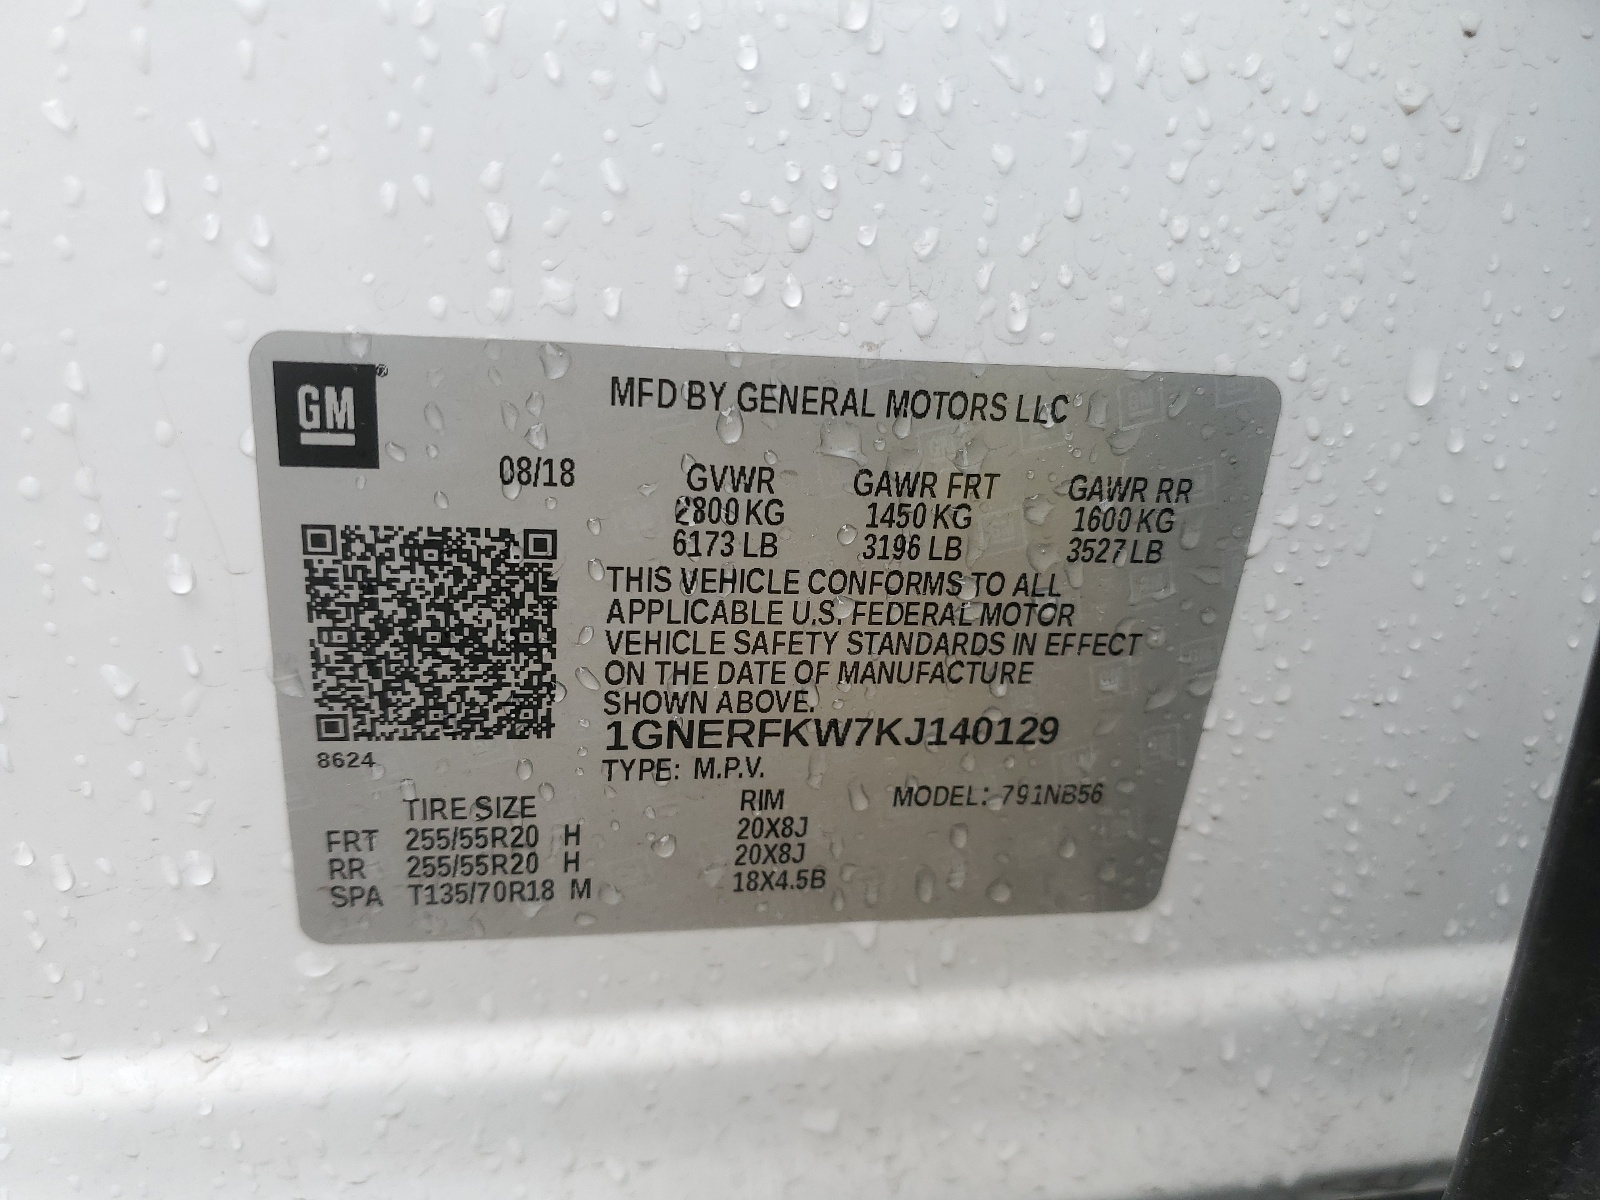 GM®
MFD BY GENERAL MOTORS LLC
08/18 GVWR GAWR FRT GAWR RR
2800 KG 1450 KG 1600 KG
6173 LB 3196 LB 3527 LB
THIS VEHICLE CONFORMS TO ALL
APPLICABLE U.S. FEDERAL MOTOR
VEHICLE SAFETY STANDARDS IN EFFECT
ON THE DATE OF MANUFACTURE
SHOWN ABOVE.
1GNERFKW7KJ140129
8624
TYPE: M.P.V.
TIRE SIZE RIM MODEL: 791NB56
FRT 255/55R20 H 20X8J
RR 255/55R20 H 20X8J
SPA T135/70R18 M 18X4.5B